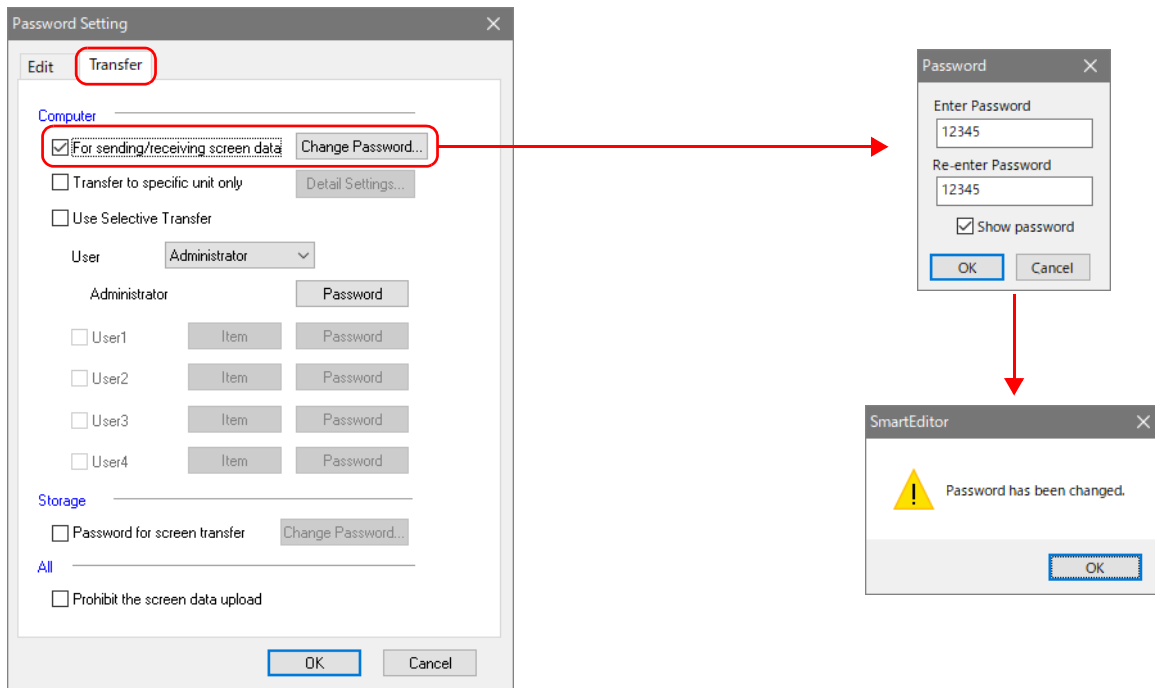 Password Setting
Edit Transfer
Computer
For sending/receiving screen data Change Password...
Transfer to specific unit only Detail Settings...
Use Selective Transfer
User Administrator
Administrator Password
User1 Item Password
User2 Item Password
User3 Item Password
User4 Item Password
Storage
Password for screen transfer Change Password...
All
Prohibit the screen data upload
OK Cancel
Password
Enter Password
12345
Re-enter Password
12345
Show password
OK Cancel
SmartEditor
Password has been changed.
OK